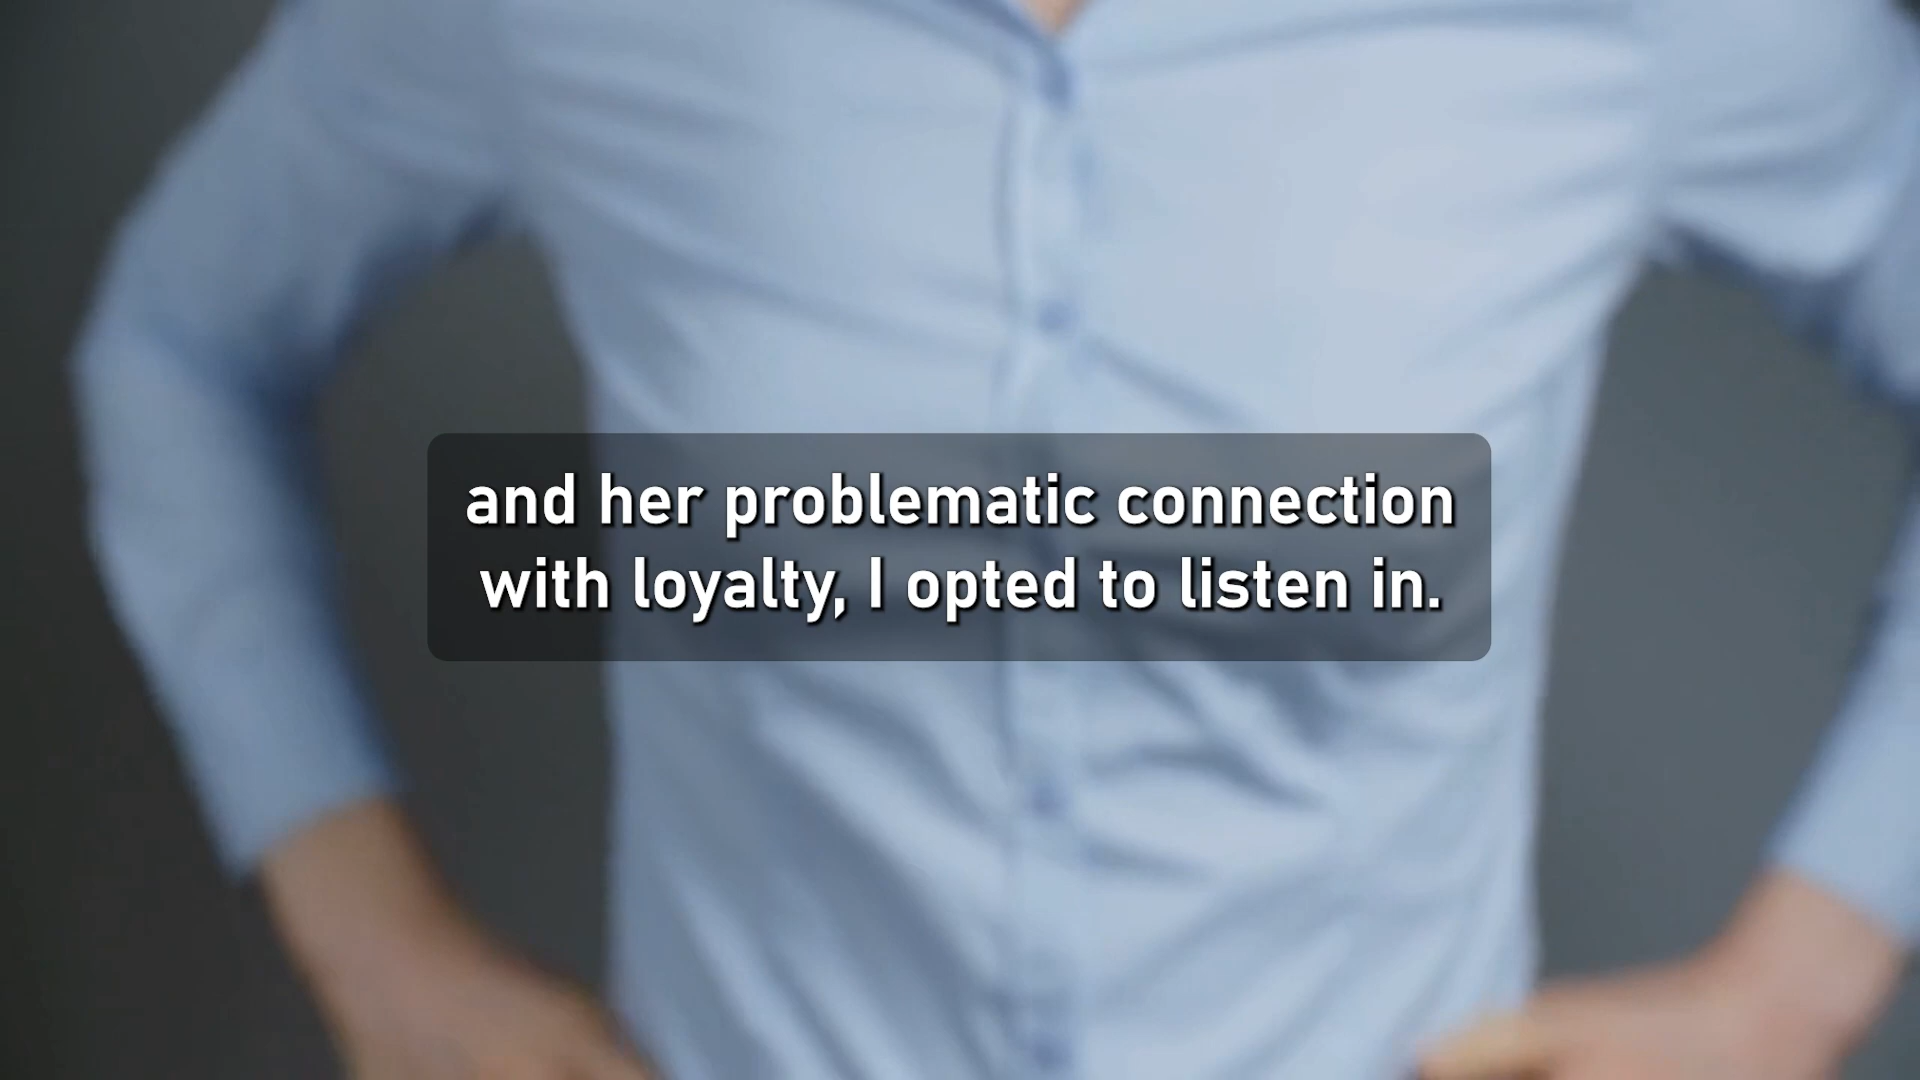 and her problematic connection
with loyalty, I opted to listen in.